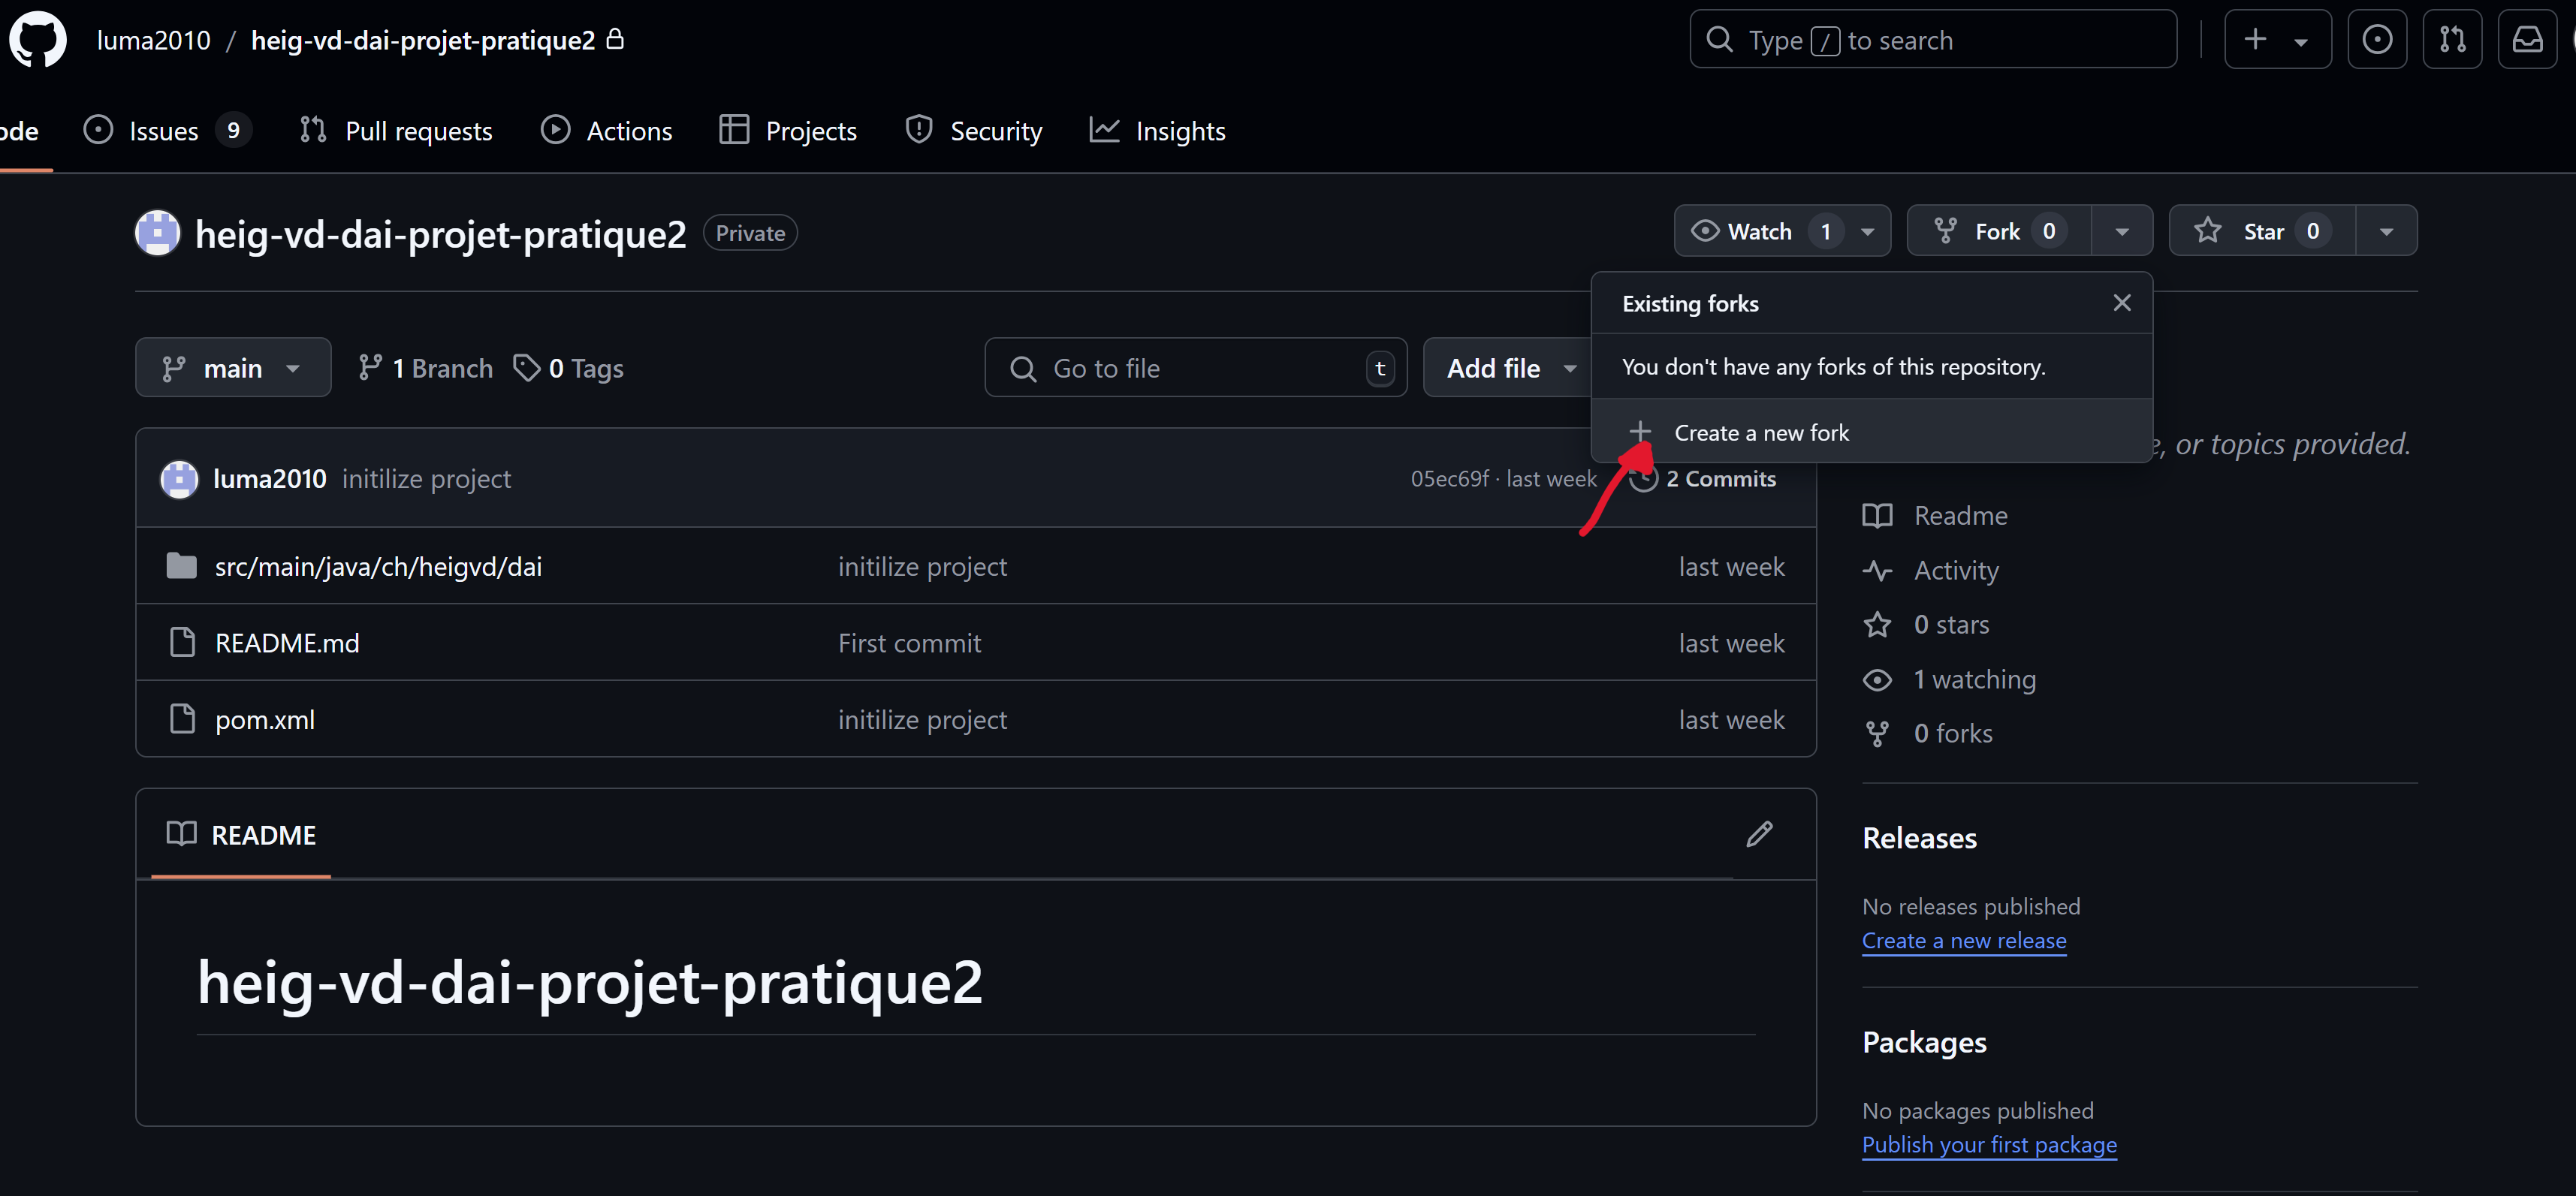 luma2010 / heig-vd-dai-projet-pratique2
Type / to search
ode
Issues 9
Pull requests
Actions
Projects
Security
Insights
heig-vd-dai-projet-pratique2 Private
Watch 1
Fork 0
Star 0
Existing forks
You don't have any forks of this repository.
Create a new fork
main
1 Branch
0 Tags
Go to file t
Add file
, or topics provided.
luma2010 initilize project
05ec69f · last week
2 Commits
src/main/java/ch/heigvd/dai initilize project last week
README.md First commit last week
pom.xml initilize project last week
README
heig-vd-dai-projet-pratique2
Readme
Activity
0 stars
1 watching
0 forks
Releases
No releases published
Create a new release
Packages
No packages published
Publish your first package